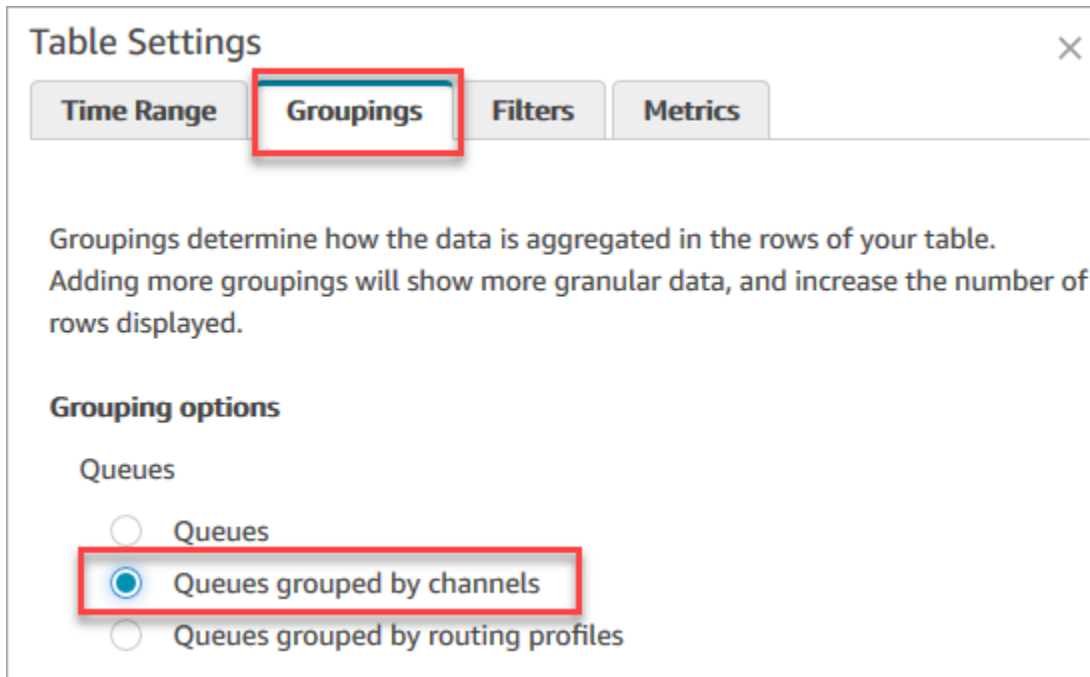 Table Settings
Time Range Groupings Filters Metrics
Groupings determine how the data is aggregated in the rows of your table.
Adding more groupings will show more granular data, and increase the number of
rows displayed.
Grouping options
Queues
Queues
Queues grouped by channels
Queues grouped by routing profiles